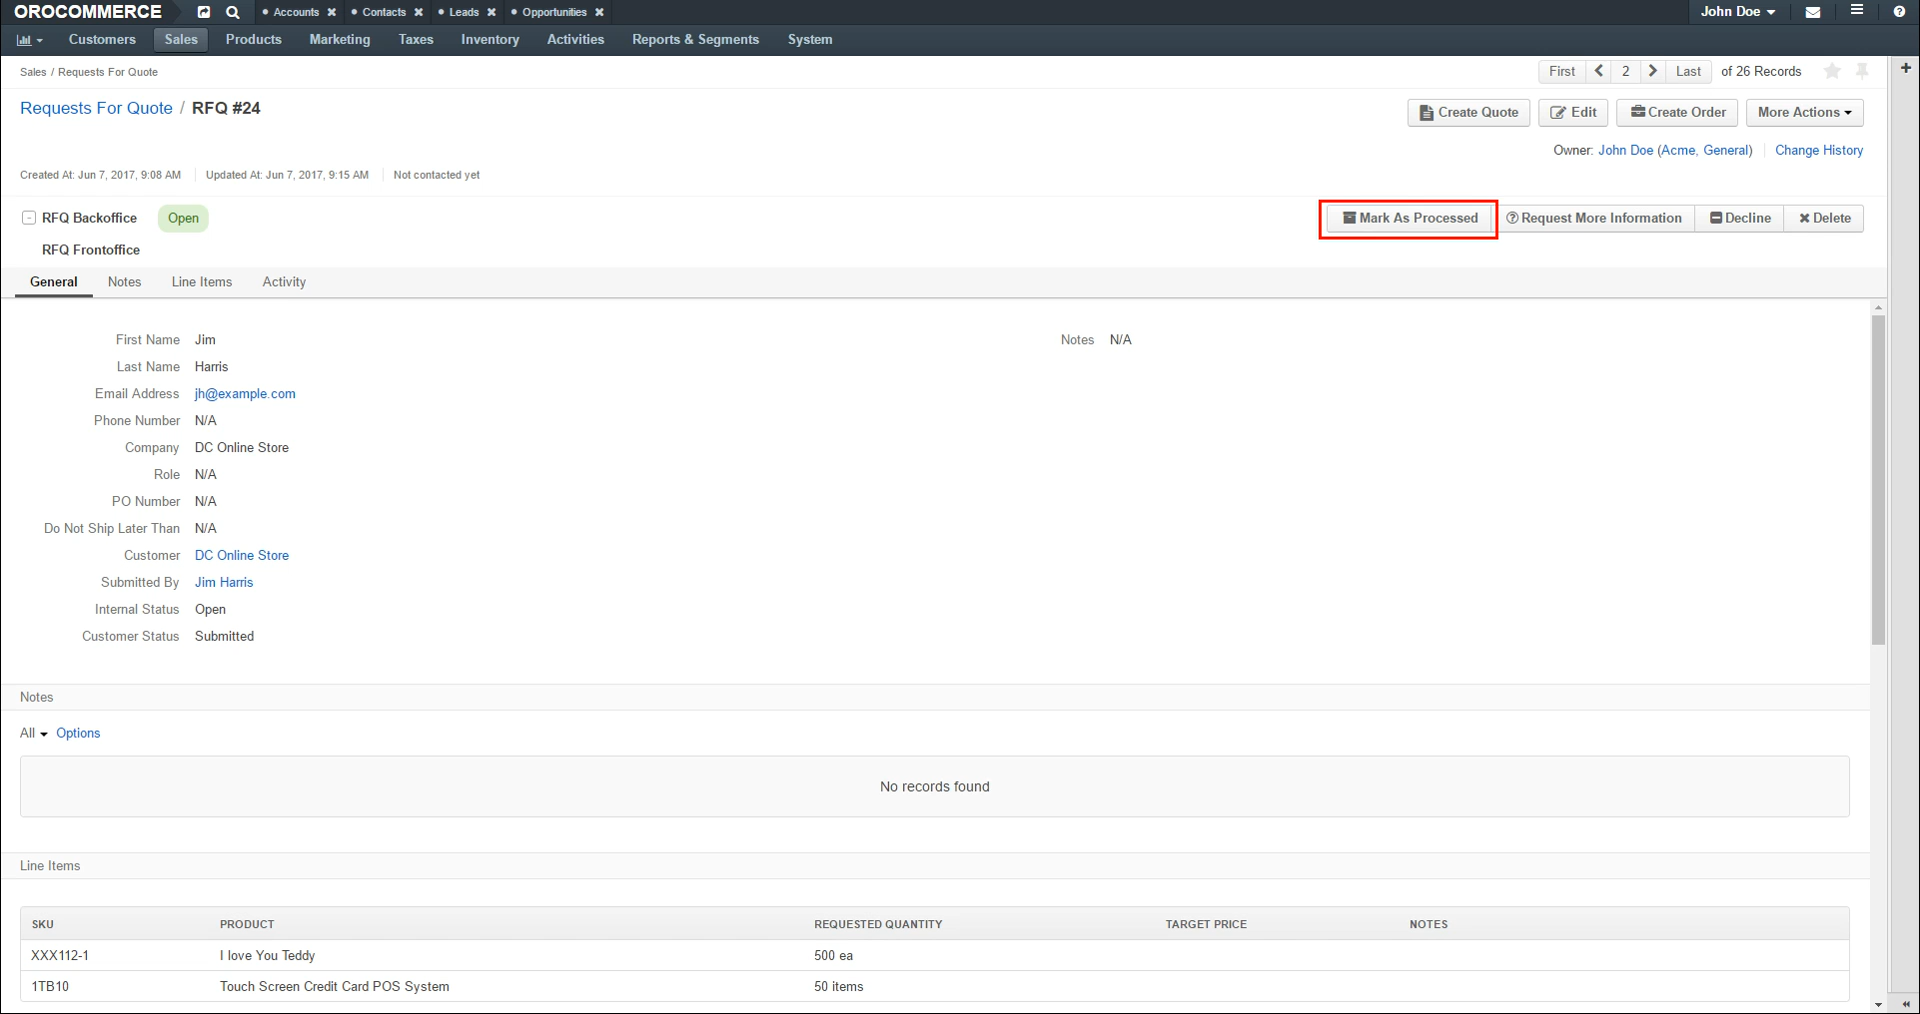 OROCOMMERCE Accounts Contacts Leads Opportunities John Doe
Customers Sales Products Marketing Taxes Inventory Activities Reports & Segments System
Sales / Requests For Quote First 2 Last of 26 Records
Requests For Quote / RFQ #24 Create Quote Edit Create Order More Actions
Owner: John Doe (Acme, General) Change History
Created At: Jun 7, 2017, 9:08 AM Updated At: Jun 7, 2017, 9:15 AM Not contacted yet
RFQ Backoffice Open Mark As Processed Request More Information Decline Delete
RFQ Frontoffice
General Notes Line Items Activity
First Name Jim Notes N/A
Last Name Harris
Email Address jh@example.com
Phone Number N/A
Company DC Online Store
Role N/A
PO Number N/A
Do Not Ship Later Than N/A
Customer DC Online Store
Submitted By Jim Harris
Internal Status Open
Customer Status Submitted
Notes
All Options
No records found
Line Items
SKU PRODUCT REQUESTED QUANTITY TARGET PRICE NOTES
XXX112-1 I love You Teddy 500 ea
1TB10 Touch Screen Credit Card POS System 50 items